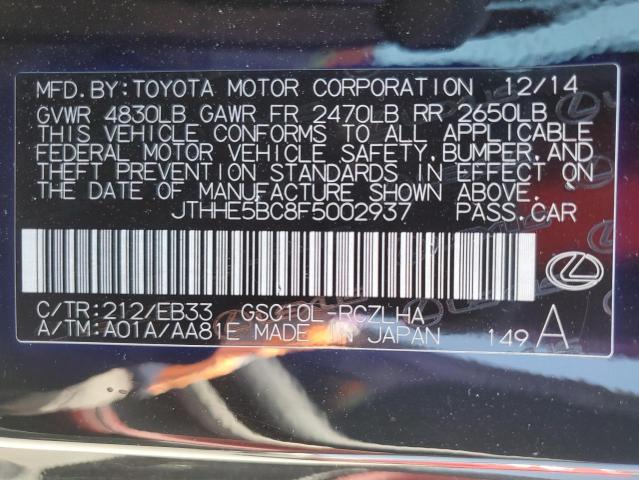 MFD. BY: TOYOTA MOTOR CORPORATION 12/14
GVWR 4830LB GAWR FR 2470LB RR 2650LB
THIS VEHICLE CONFORMS TO ALL APPLICABLE
FEDERAL MOTOR VEHICLE SAFETY, BUMPER, AND
THEFT PREVENTION STANDARDS IN EFFECT ON
THE DATE OF MANUFACTURE SHOWN ABOVE.
JTHHE5BC8F5002937 PASS.CAR
C/TR:212/EB33 GSC10L-RCZLHA
A/TM:A01A/AA81E MADE IN JAPAN 149 A